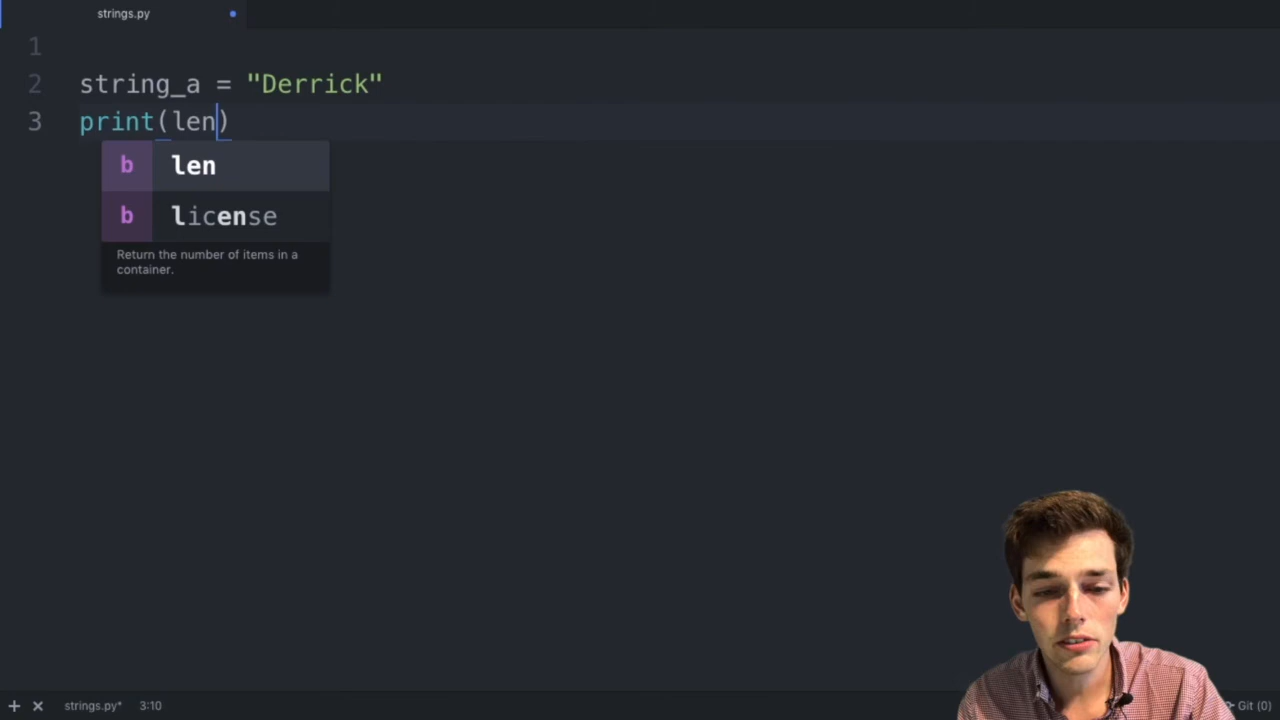 strings.py
1
2 string_a = "Derrick"
3 print(len)
b len
b license
Return the number of items in a
container.
strings.py* 3:10 Git (0)